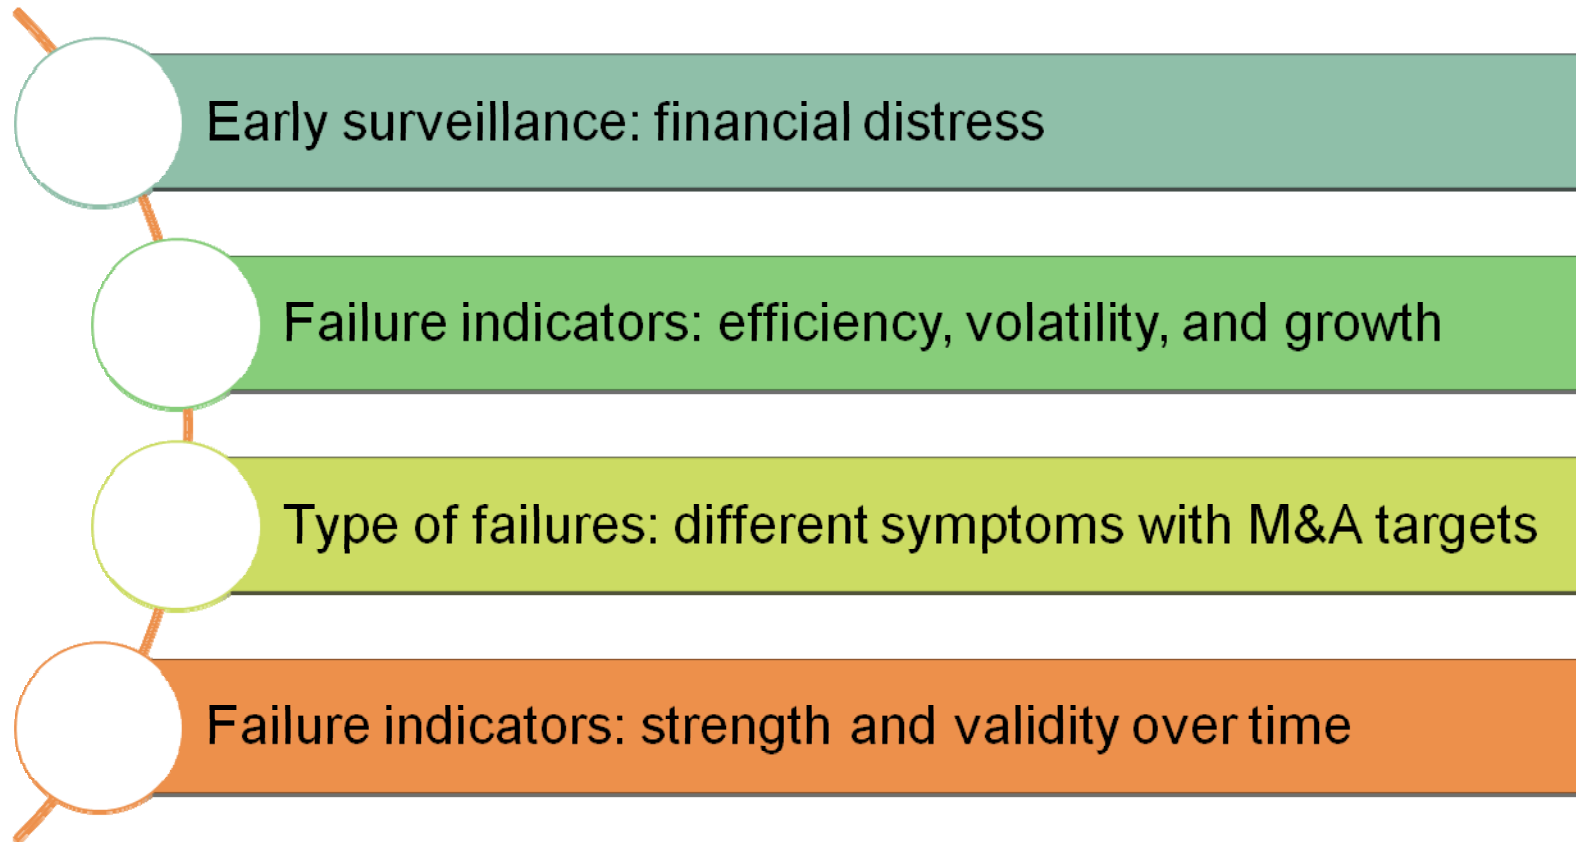 Early surveillance: financial distress
Failure indicators: efficiency, volatility, and growth
Type of failures: different symptoms with M&A targets
Failure indicators: strength and validity over time